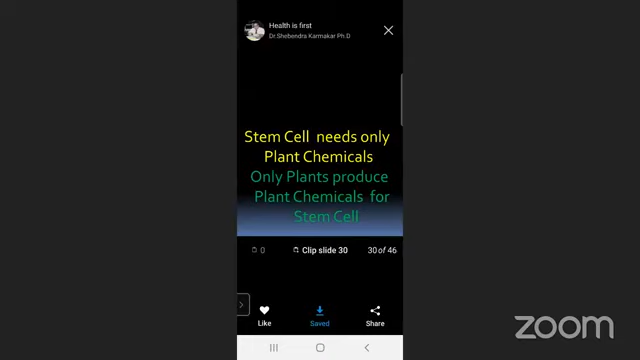 Health is first
Dr.Shebendra Karmakar Ph.D
Stem Cell needs only
Plant Chemicals
Only Plants produce
Plant Chemicals for
Stem Cell
0
Clip slide 30
30 of 46
Like
Saved
Share
zoom